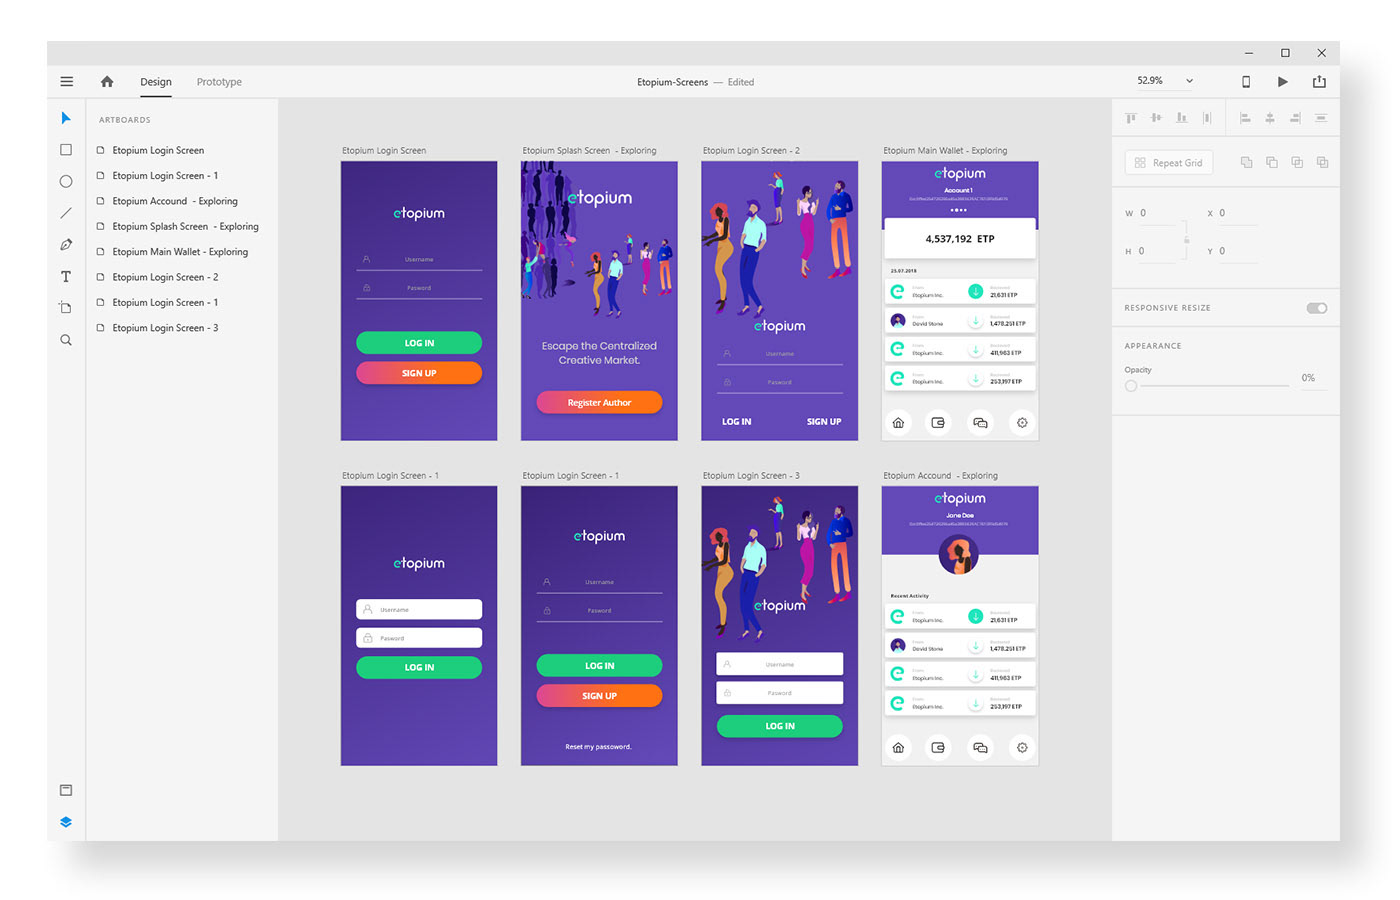 Design
Prototype
Etopium-Screens — Edited
52.9%
ARTBOARDS
Etopium Login Screen
Etopium Login Screen - 1
Etopium Accound - Exploring
Etopium Splash Screen - Exploring
Etopium Main Wallet - Exploring
Etopium Login Screen - 2
Etopium Login Screen - 1
Etopium Login Screen - 3
Etopium Login Screen
etopium
Username
Pasword
LOG IN
SIGN UP
Etopium Splash Screen - Exploring
etopium
Escape the Centralized
Creative Market.
Register Author
Etopium Login Screen - 2
etopium
Username
Pasword
LOG IN
SIGN UP
Etopium Main Wallet - Exploring
etopium
Account 1
4,537,192 ETP
25.07.2018
Etopium Inc.
21,631 ETP
David Stone
1,478,251 ETP
Etopium Inc.
411,963 ETP
Etopium Inc.
253,197 ETP
Etopium Login Screen - 1
etopium
Username
Pasword
LOG IN
Etopium Login Screen - 1
etopium
Username
Pasword
LOG IN
SIGN UP
Reset my passoword.
Etopium Login Screen - 3
etopium
Username
Pasword
LOG IN
Etopium Accound - Exploring
etopium
Jane Doe
Recent Activity
Etopium Inc.
21,631 ETP
David Stone
1,478,251 ETP
Etopium Inc.
411,963 ETP
Etopium Inc.
253,197 ETP
Repeat Grid
W 0
X 0
H 0
Y 0
RESPONSIVE RESIZE
APPEARANCE
Opacity
0%